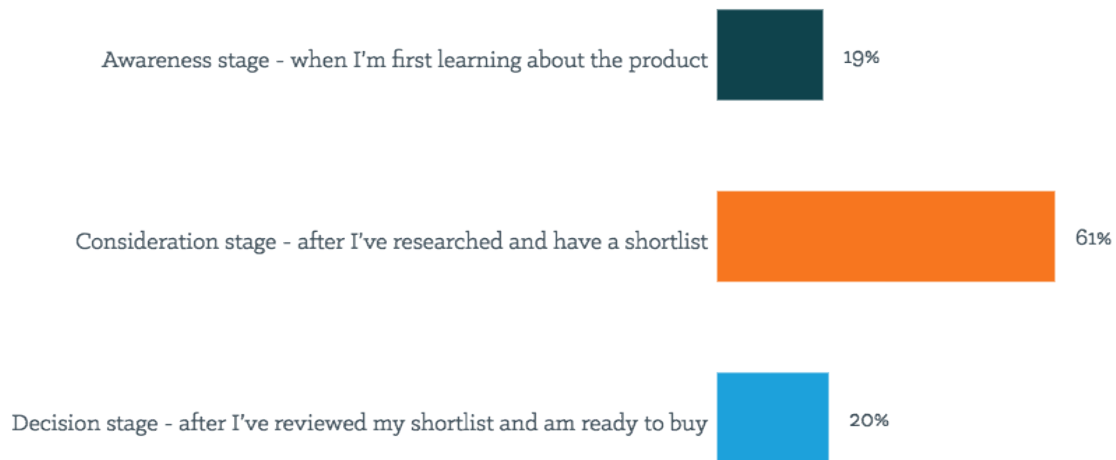 Awareness stage - when I'm first learning about the product 19%
Consideration stage - after I've researched and have a shortlist 61%
Decision stage - after I've reviewed my shortlist and am ready to buy 20%